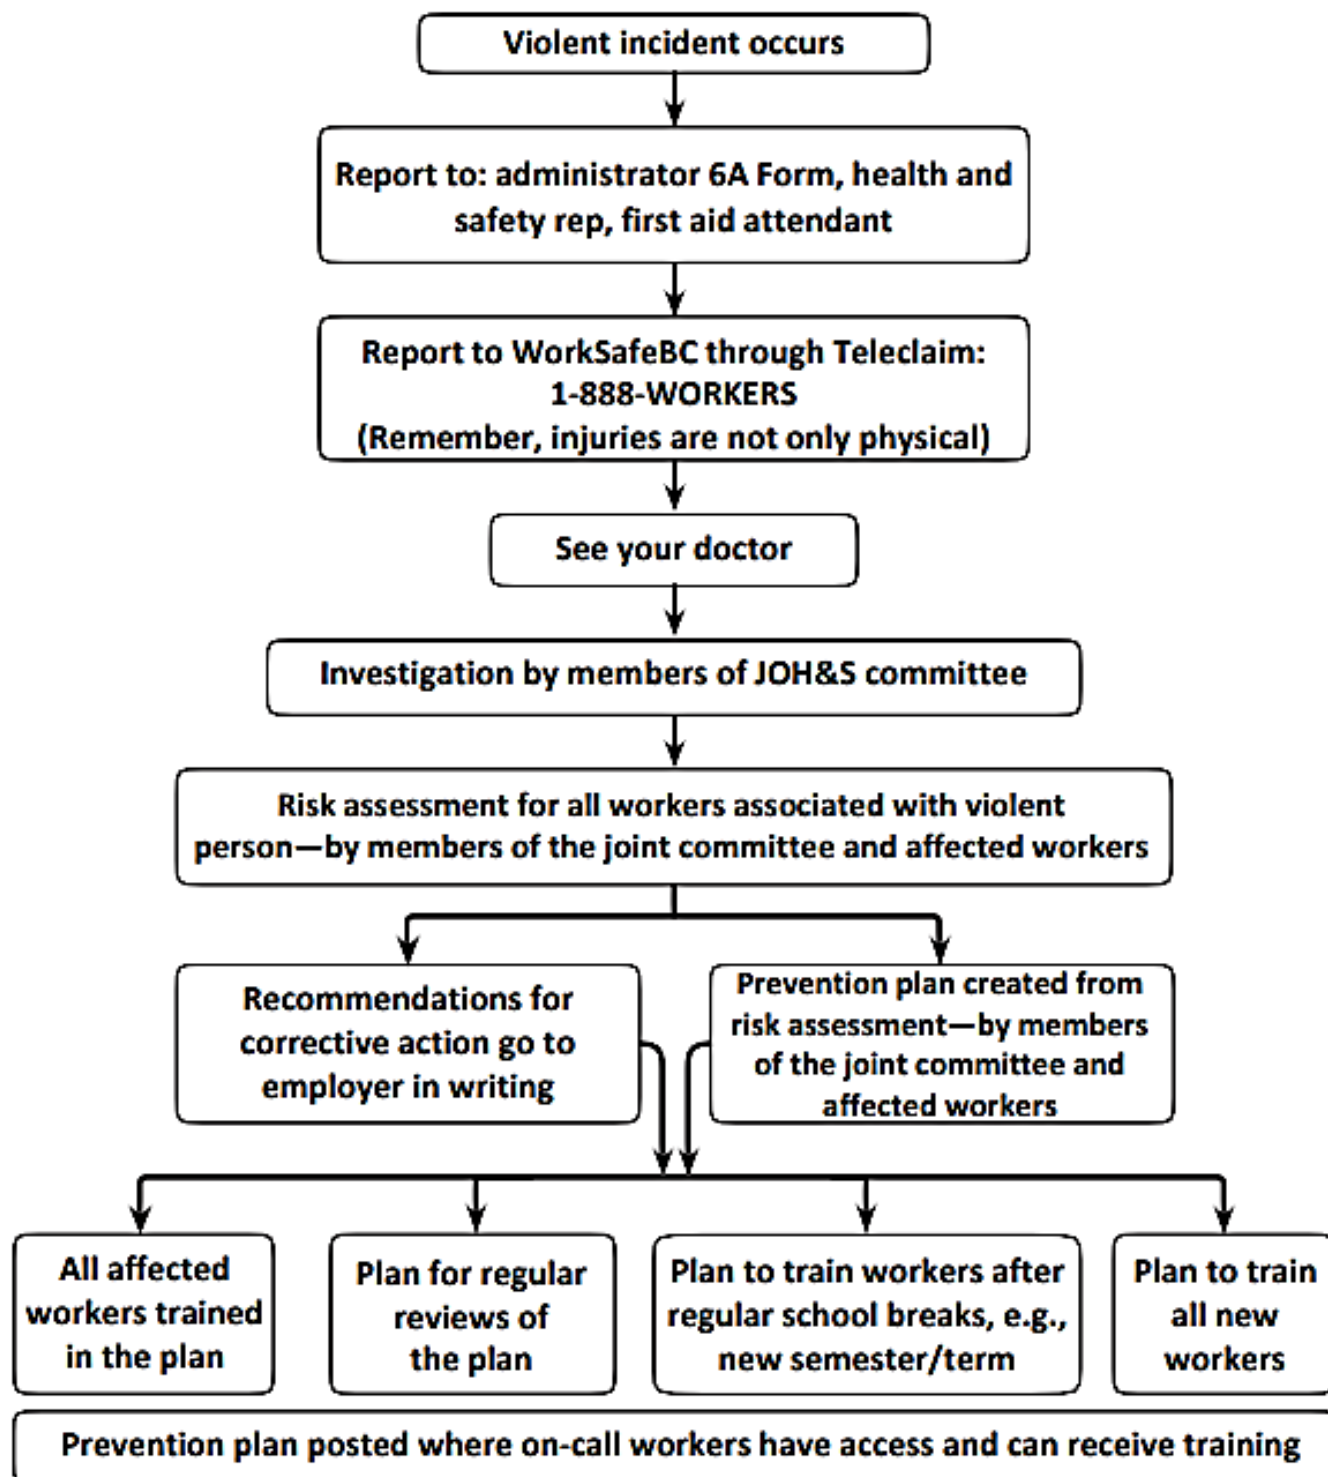 Violent incident occurs
Report to: administrator 6A Form, health and
safety rep, first aid attendant
Report to WorkSafeBC through Teleclaim:
1-888-WORKERS
(Remember, injuries are not only physical)
See your doctor
Investigation by members of JOH&S committee
Risk assessment for all workers associated with violent
person—by members of the joint committee and affected workers
Recommendations for
corrective action go to
employer in writing
Prevention plan created from
risk assessment—by members
of the joint committee and
affected workers
All affected
workers trained
in the plan
Plan for regular
reviews of
the plan
Plan to train workers after
regular school breaks, e.g.,
new semester/term
Plan to train
all new
workers
Prevention plan posted where on-call workers have access and can receive training